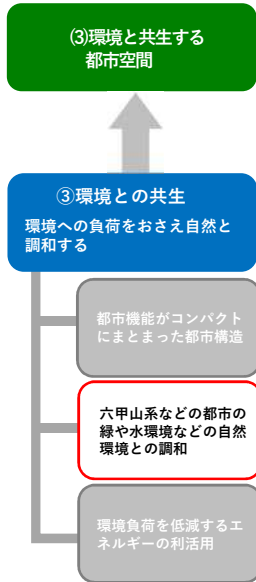 (3)環境と共生する
都市空間
③環境との共生
環境への負荷をおさえ自然と
調和する
都市機能がコンパクト
にまとまった都市構造
六甲山系などの都市の
緑や水環境などの自然
環境との調和
環境負荷を低減するエ
ネルギーの利活用